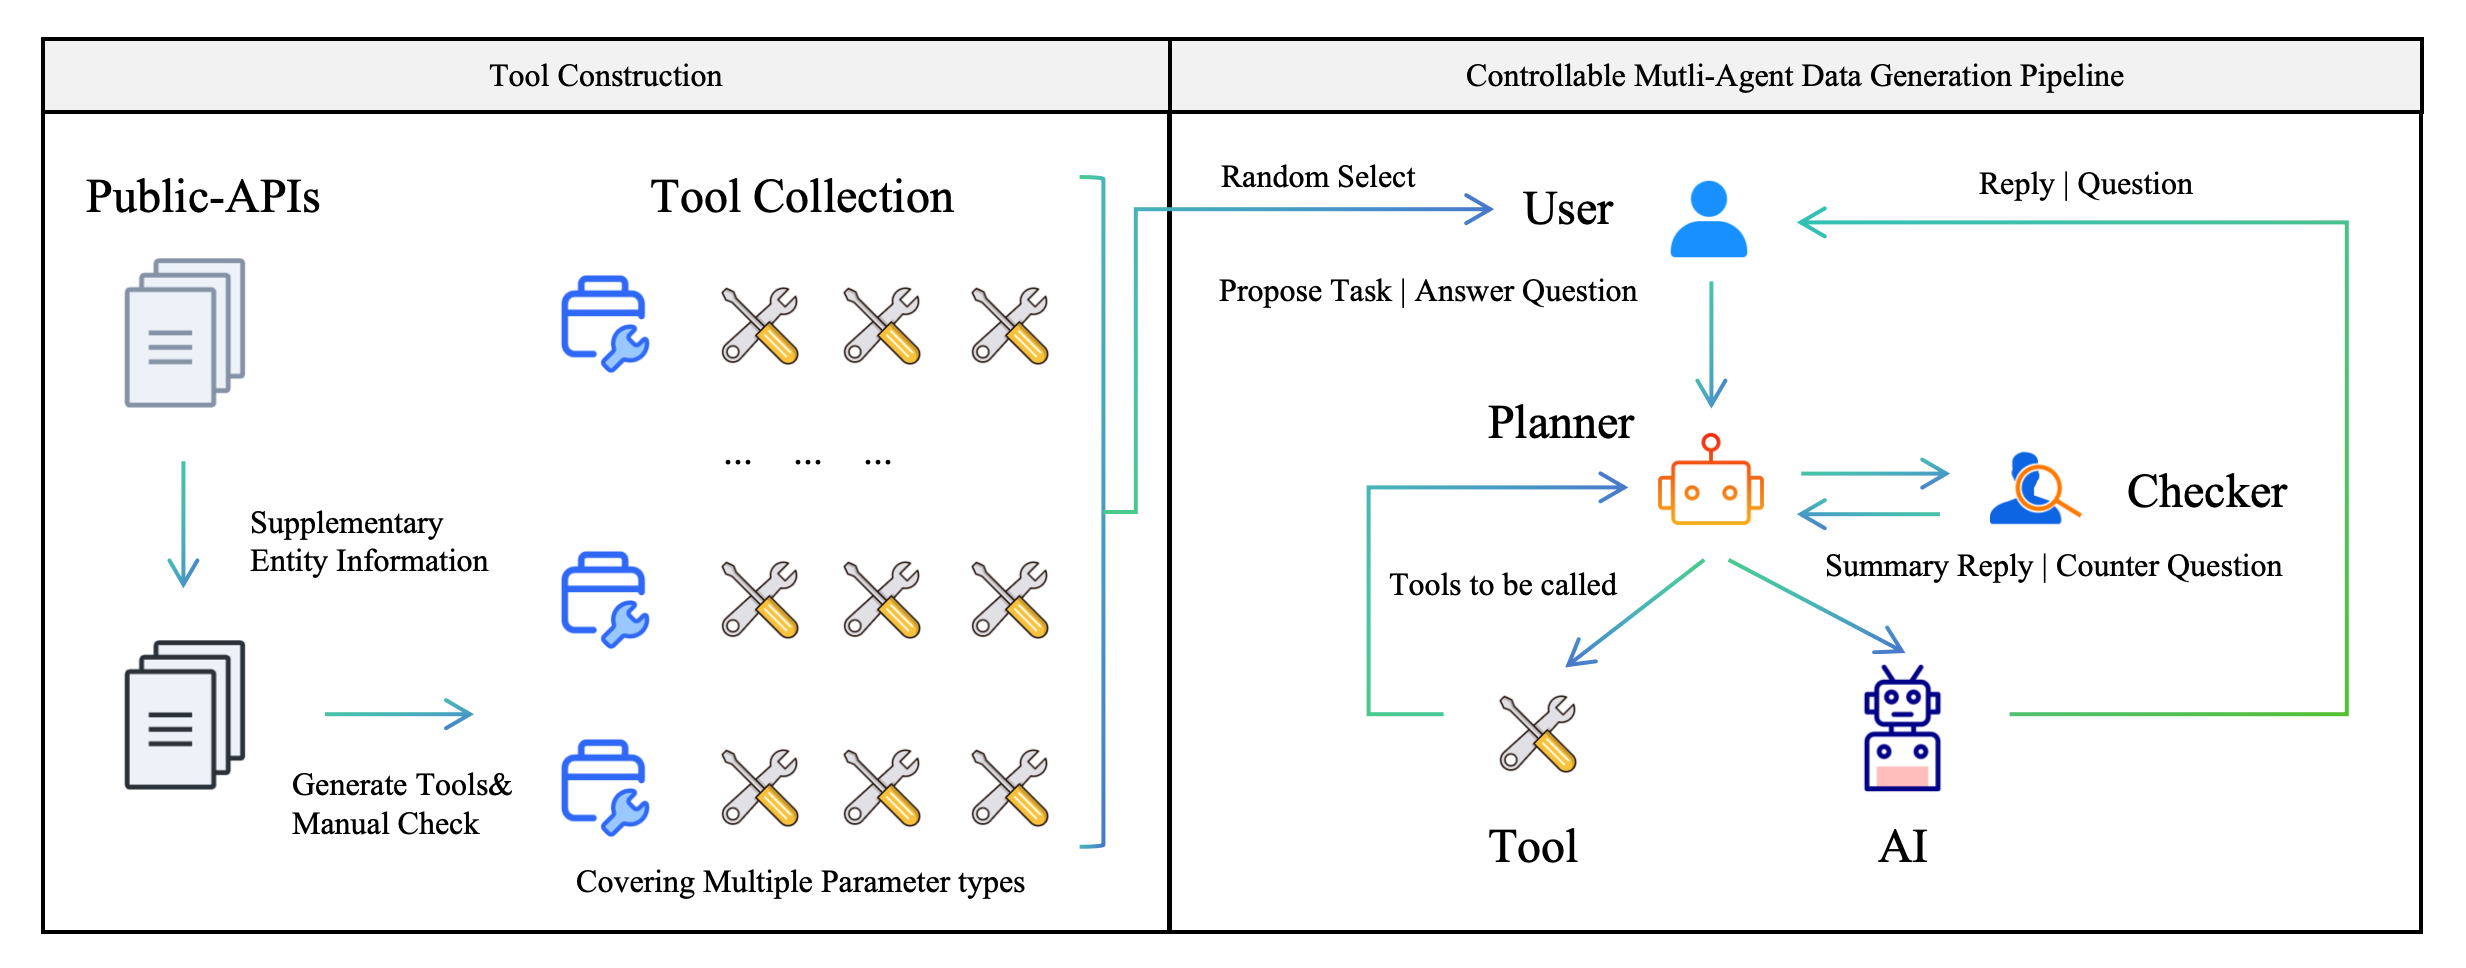 Tool Construction
Controllable Mutli-Agent Data Generation Pipeline
Public-APIs
Tool Collection
Supplementary
Entity Information
Generate Tools&
Manual Check
... ... ...
Covering Multiple Parameter types
Random Select
User
Reply | Question
Propose Task | Answer Question
Planner
Checker
Tools to be called
Summary Reply | Counter Question
Tool
AI